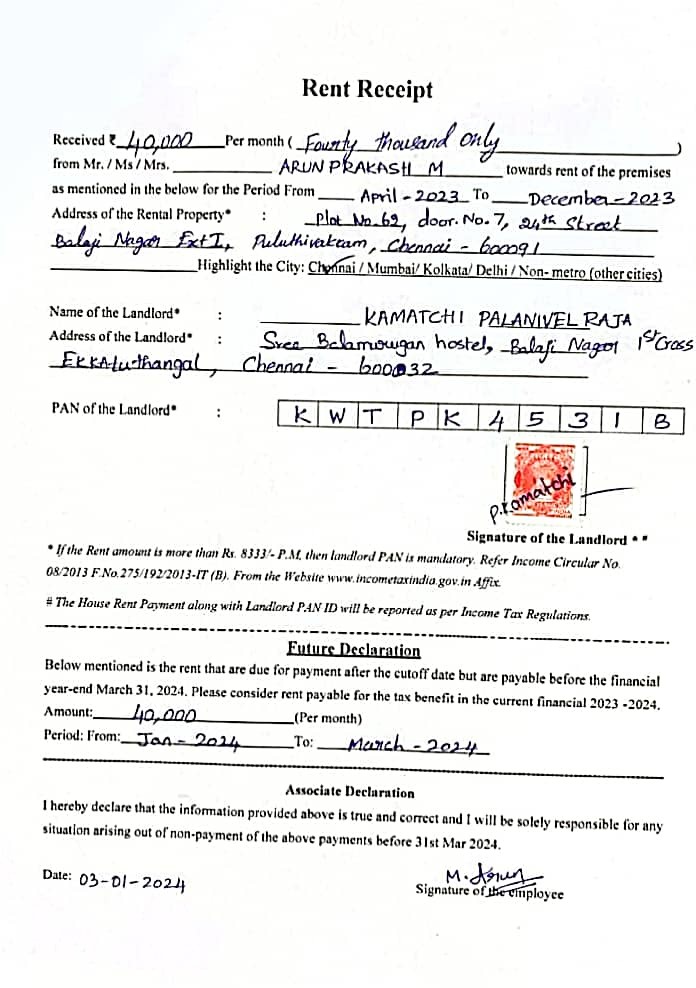 Rent Receipt
Received ₹ 40,000 Per month ( Founty thousand Only )
from Mr. / Ms / Mrs. ARUN PRAKASH M towards rent of the premises
as mentioned in the below for the Period From April - 2023 To December - 2023
Address of the Rental Property* : Plot No. 62, door. No. 7, 24th Street
Balaji Nagar Ext I, Puluthivakam, Chennai - 600091
Highlight the City: Chennai / Mumbai/ Kolkata/ Delhi / Non- metro (other cities)
Name of the Landlord* : KAMATCHI PALANIVEL RAJA
Address of the Landlord* : Sree Balamourgan hostel, Balaji Nagar 1st Cross
Ekkatuthangal, Chennai - 600032
PAN of the Landlord* : K W T P K 4 5 3 1 B
P. Kamatchi
Signature of the Landlord **
* If the Rent amount is more than Rs. 8333/- P.M, then landlord PAN is mandatory. Refer Income Circular No.
08/2013 F.No.275/192/2013-IT (B). From the Website www.incometaxindia.gov.in Affix.
# The House Rent Payment along with Landlord PAN ID will be reported as per Income Tax Regulations.
Future Declaration
Below mentioned is the rent that are due for payment after the cutoff date but are payable before the financial
year-end March 31, 2024. Please consider rent payable for the tax benefit in the current financial 2023 -2024.
Amount: 40,000 (Per month)
Period: From: Jan - 2024 To: March - 2024
Associate Declaration
I hereby declare that the information provided above is true and correct and I will be solely responsible for any
situation arising out of non-payment of the above payments before 31st Mar 2024.
Date: 03-01-2024
M. Arun
Signature of the employee